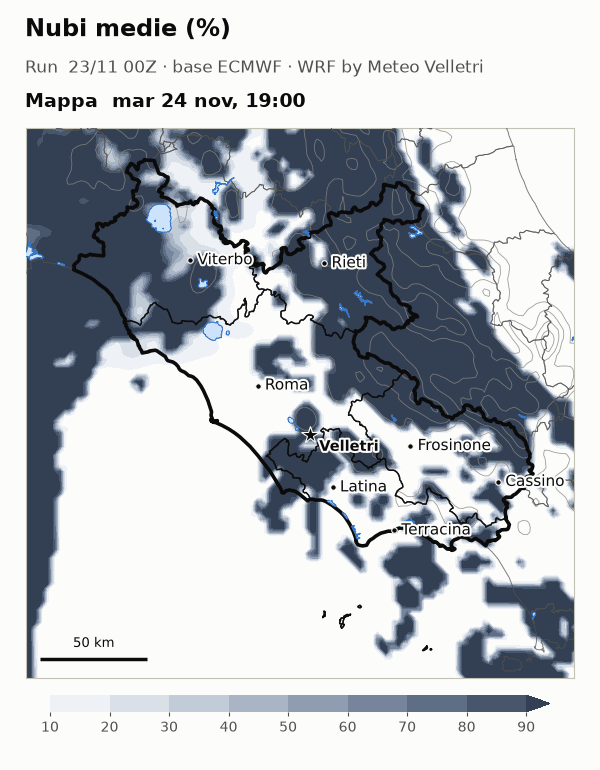 Nubi medie (%)
Run  23/11 00Z · base ECMWF · WRF by Meteo Velletri
Mappa  mar 24 nov, 19:00
Viterbo
Rieti
Roma
Velletri
Frosinone
Latina
Cassino
Terracina
50 km
10 20 30 40 50 60 70 80 90